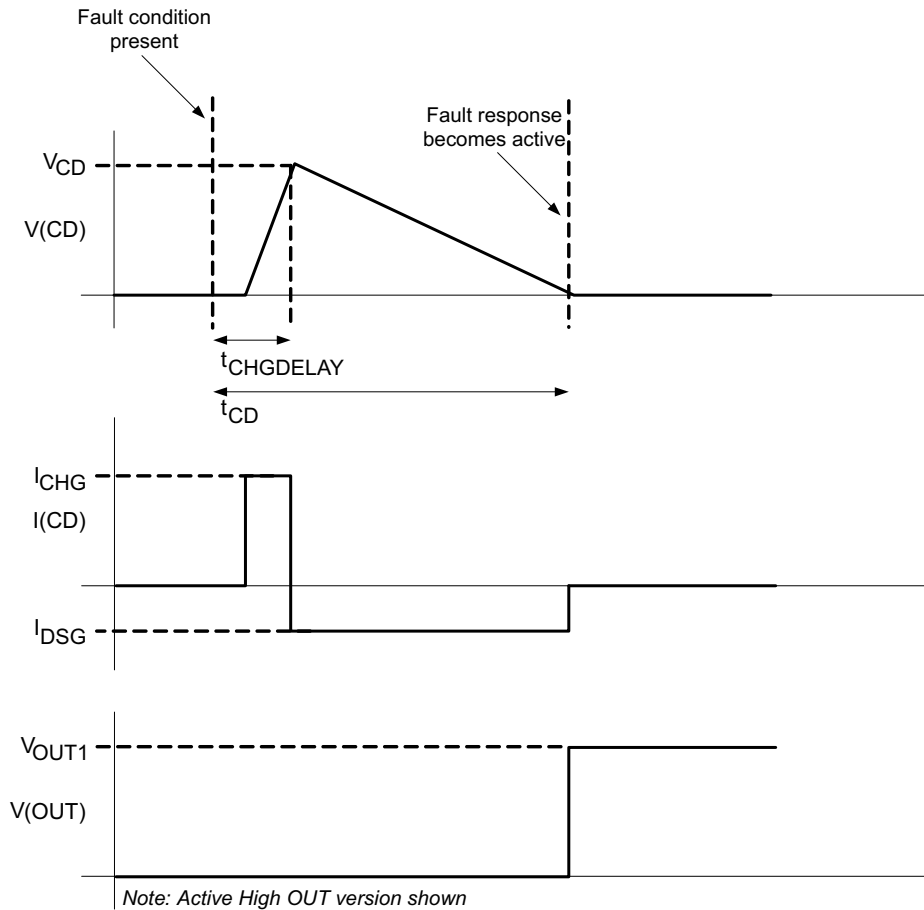 Fault condition
present
Fault response
becomes active
VCD
V(CD)
tCHGDELAY
tCD
ICHG
I(CD)
IDSG
VOUT1
V(OUT)
Note: Active High OUT version shown